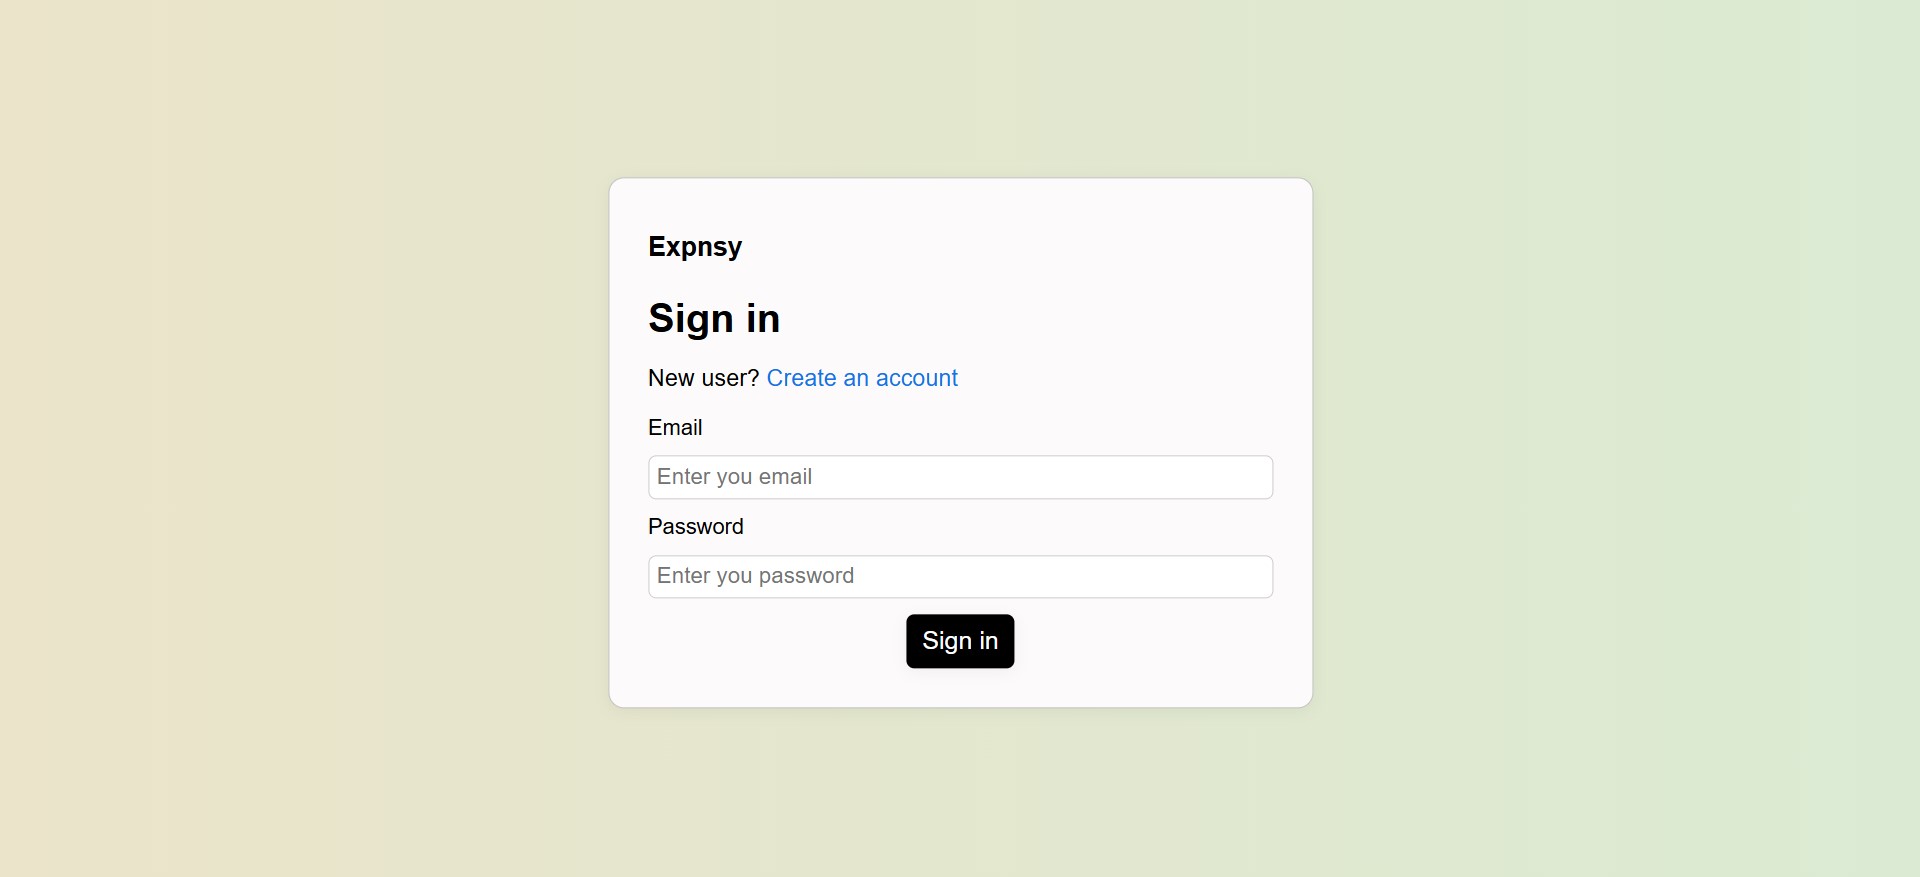 Expnsy
Sign in
New user? Create an account
Email
Enter you email
Password
Enter you password
Sign in